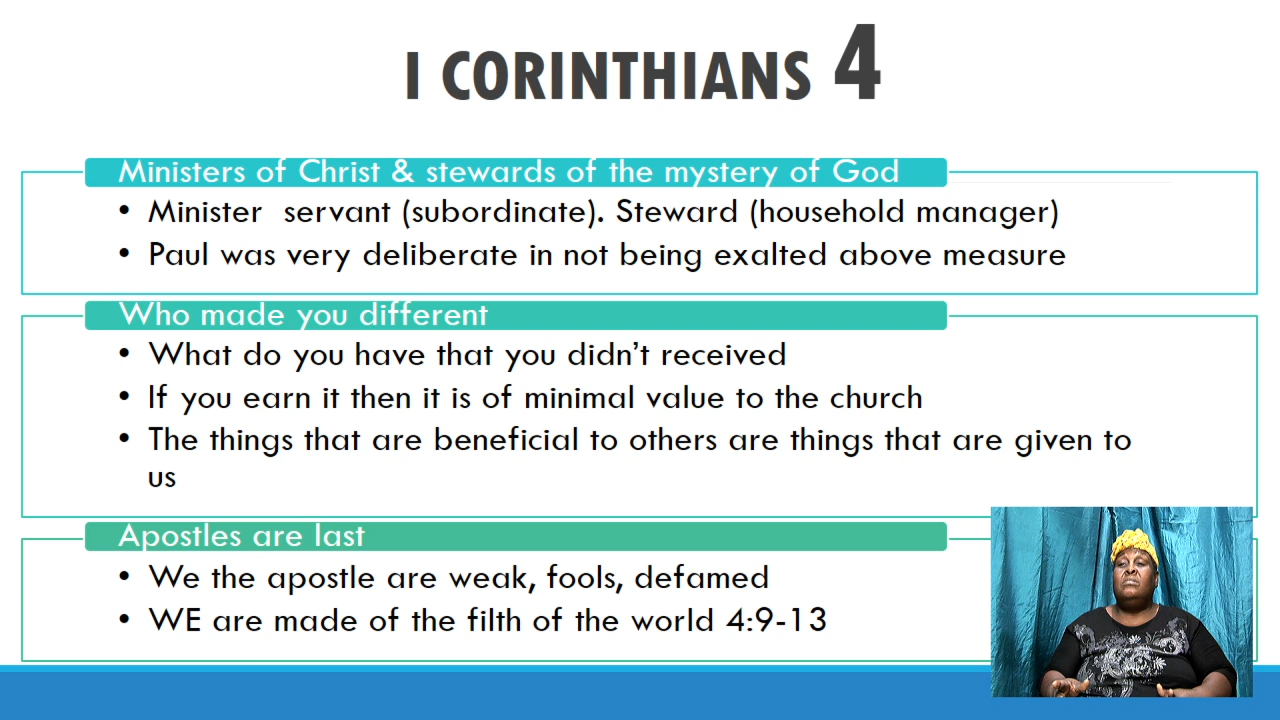 I CORINTHIANS 4
Ministers of Christ & stewards of the mystery of God
• Minister  servant (subordinate). Steward (household manager)
• Paul was very deliberate in not being exalted above measure
Who made you different
• What do you have that you didn't received
• If you earn it then it is of minimal value to the church
• The things that are beneficial to others are things that are given to
us
Apostles are last
• We the apostle are weak, fools, defamed
• WE are made of the filth of the world 4:9-13